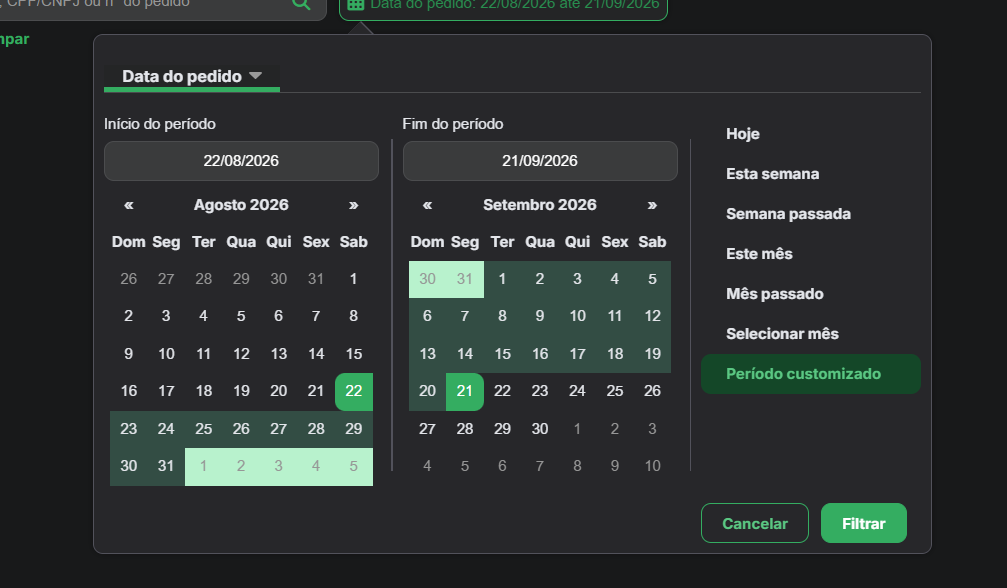 , CPF/CNPJ ou nº do pedido
Data do pedido: 22/08/2026 até 21/09/2026
mpar
Data do pedido
Início do período
22/08/2026
« Agosto 2026 »
Dom Seg Ter Qua Qui Sex Sab
26 27 28 29 30 31 1
2 3 4 5 6 7 8
9 10 11 12 13 14 15
16 17 18 19 20 21 22
23 24 25 26 27 28 29
30 31 1 2 3 4 5
Fim do período
21/09/2026
« Setembro 2026 »
Dom Seg Ter Qua Qui Sex Sab
30 31 1 2 3 4 5
6 7 8 9 10 11 12
13 14 15 16 17 18 19
20 21 22 23 24 25 26
27 28 29 30 1 2 3
4 5 6 7 8 9 10
Hoje
Esta semana
Semana passada
Este mês
Mês passado
Selecionar mês
Período customizado
Cancelar
Filtrar